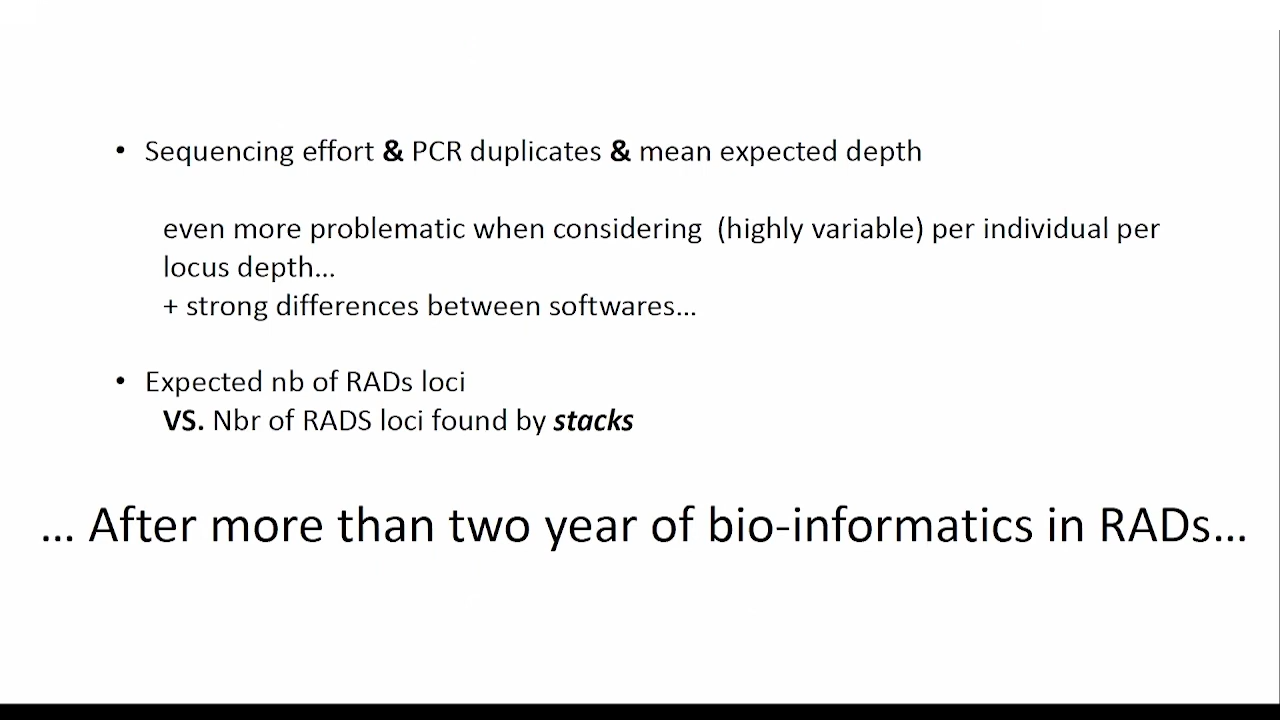 • Sequencing effort & PCR duplicates & mean expected depth
even more problematic when considering (highly variable) per individual per
locus depth...
+ strong differences between softwares...
• Expected nb of RADs loci
VS. Nbr of RADS loci found by stacks
... After more than two year of bio-informatics in RADs...